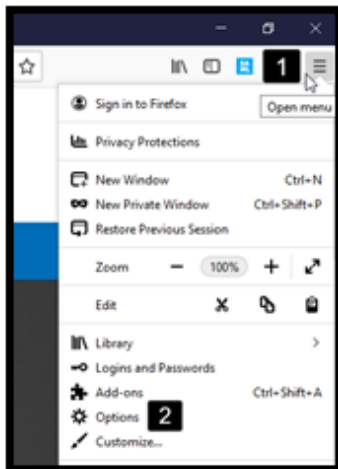 1
Open menu
Sign in to Firefox
Privacy Protections
New Window Ctrl+N
New Private Window Ctrl+Shift+P
Restore Previous Session
Zoom 100%
Edit
Library
Logins and Passwords
Add-ons Ctrl+Shift+A
Options 2
Customize...